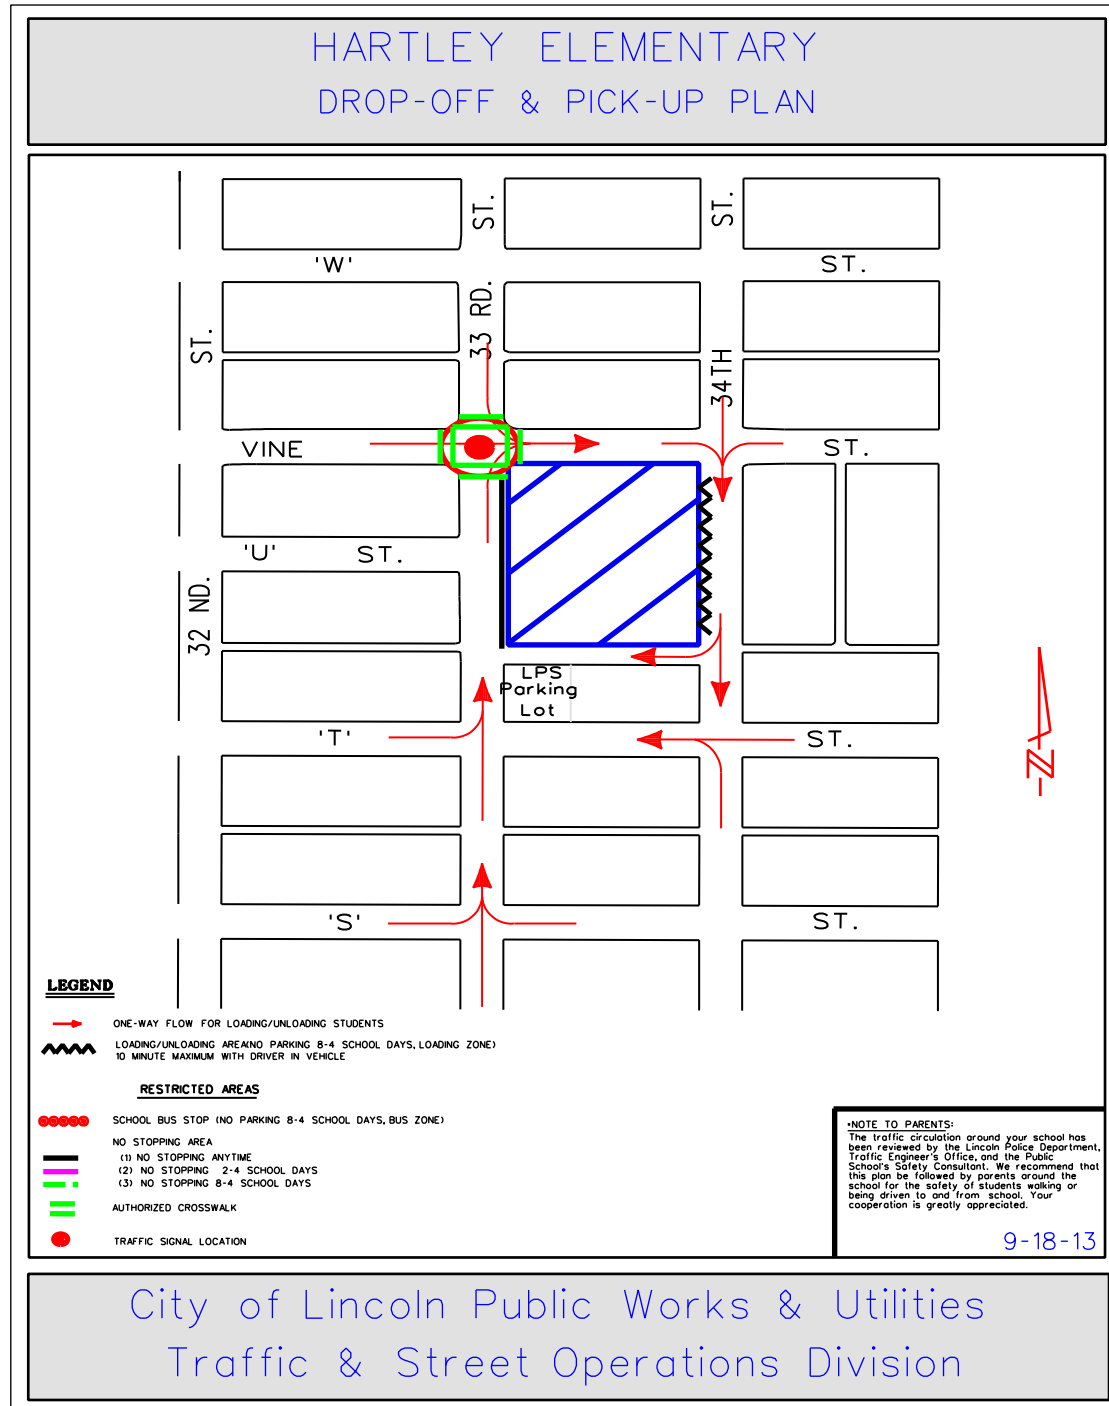 HARTLEY ELEMENTARY
DROP-OFF & PICK-UP PLAN
ST.
ST.
'W'
ST.
33 RD.
ST.
34TH
VINE
ST.
'U' ST.
32 ND.
LPS
Parking
Lot
'T'
ST.
N
'S'
ST.
LEGEND
ONE-WAY FLOW FOR LOADING/UNLOADING STUDENTS
LOADING/UNLOADING AREA(NO PARKING 8-4 SCHOOL DAYS, LOADING ZONE)
10 MINUTE MAXIMUM WITH DRIVER IN VEHICLE
RESTRICTED AREAS
SCHOOL BUS STOP (NO PARKING 8-4 SCHOOL DAYS, BUS ZONE)
NO STOPPING AREA
(1) NO STOPPING ANYTIME
(2) NO STOPPING 2-4 SCHOOL DAYS
(3) NO STOPPING 8-4 SCHOOL DAYS
AUTHORIZED CROSSWALK
TRAFFIC SIGNAL LOCATION
*NOTE TO PARENTS:
The traffic circulation around your school has
been reviewed by the Lincoln Police Department,
Traffic Engineer's Office, and the Public
School's Safety Consultant. We recommend that
this plan be followed by parents around the
school for the safety of students walking or
being driven to and from school. Your
cooperation is greatly appreciated.
9-18-13
City of Lincoln Public Works & Utilities
Traffic & Street Operations Division